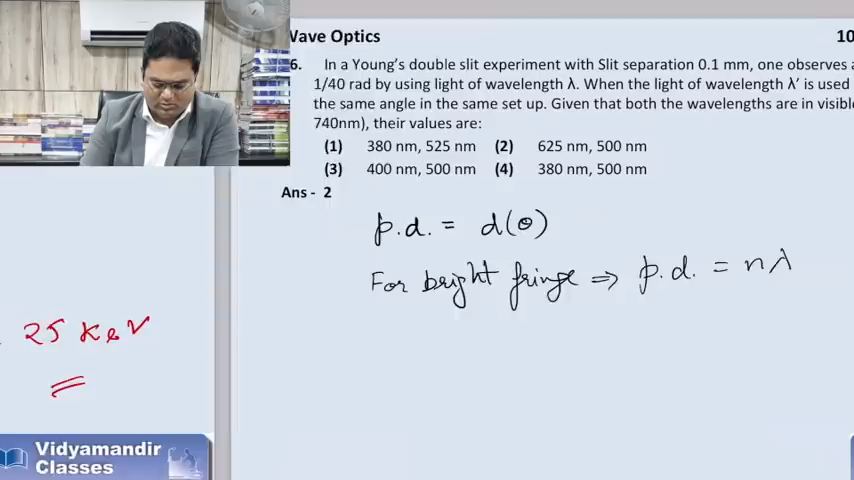 Wave Optics
10
6. In a Young's double slit experiment with Slit separation 0.1 mm, one observes a
1/40 rad by using light of wavelength λ. When the light of wavelength λ' is used
the same angle in the same set up. Given that both the wavelengths are in visible
740nm), their values are:
(1) 380 nm, 525 nm (2) 625 nm, 500 nm
(3) 400 nm, 500 nm (4) 380 nm, 500 nm
Ans - 2
p.d. = d(θ)
For bright fringe ⇒ p.d. = nλ
25 KeV
Vidyamandir
Classes